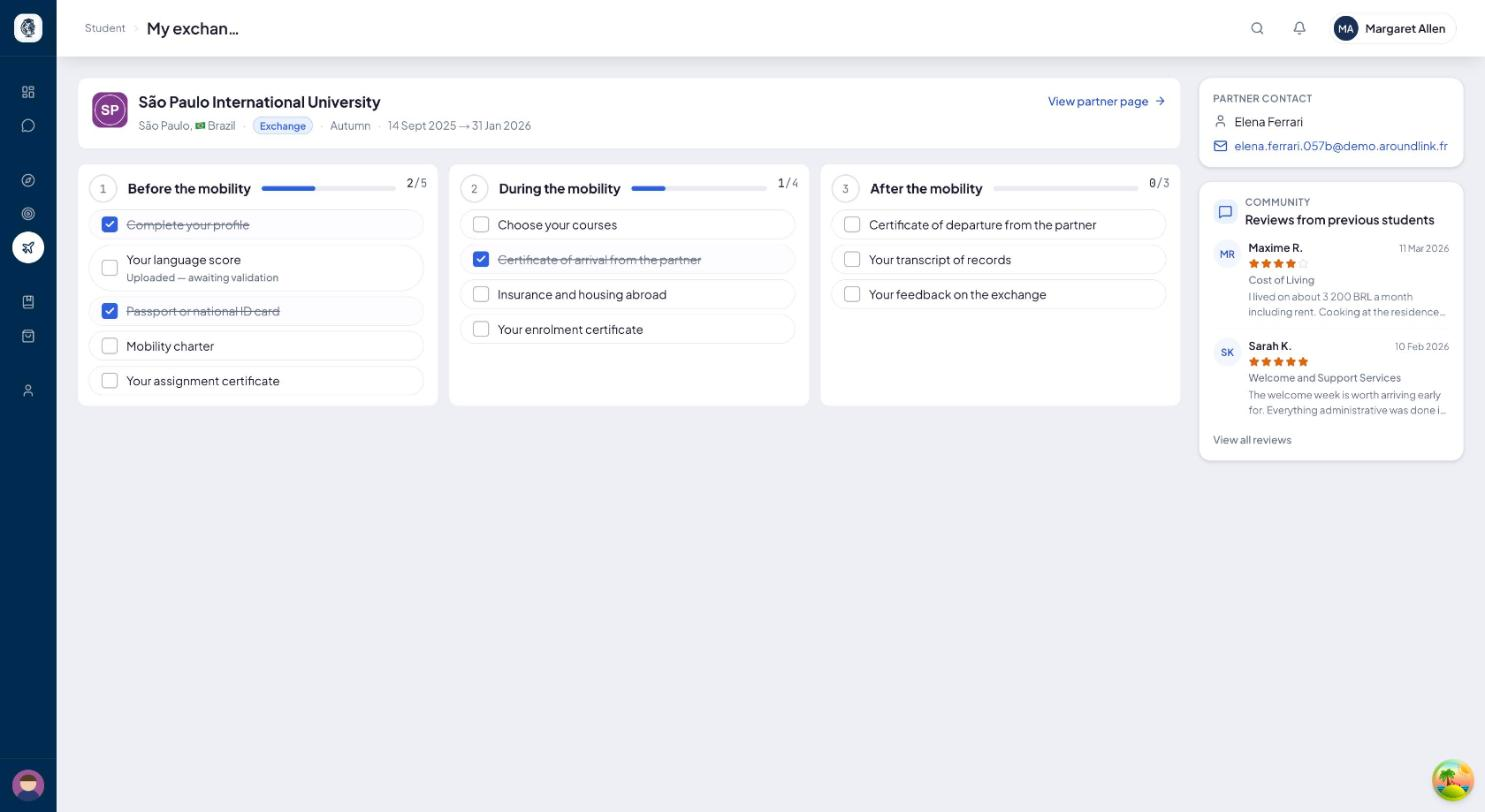 Student
My exchan...
MA
Margaret Allen
SP
São Paulo International University
São Paulo, 🇧🇷 Brazil · Exchange · Autumn · 14 Sept 2025 → 31 Jan 2026
View partner page →
1
Before the mobility
2/5
Complete your profile
Your language score
Uploaded — awaiting validation
Passport or national ID card
Mobility charter
Your assignment certificate
2
During the mobility
1/4
Choose your courses
Certificate of arrival from the partner
Insurance and housing abroad
Your enrolment certificate
3
After the mobility
0/3
Certificate of departure from the partner
Your transcript of records
Your feedback on the exchange
PARTNER CONTACT
Elena Ferrari
elena.ferrari.057b@demo.aroundlink.fr
COMMUNITY
Reviews from previous students
MR
Maxime R.
11 Mar 2026
Cost of Living
I lived on about 3 200 BRL a month
including rent. Cooking at the residence...
SK
Sarah K.
10 Feb 2026
Welcome and Support Services
The welcome week is worth arriving early
for. Everything administrative was done i...
View all reviews